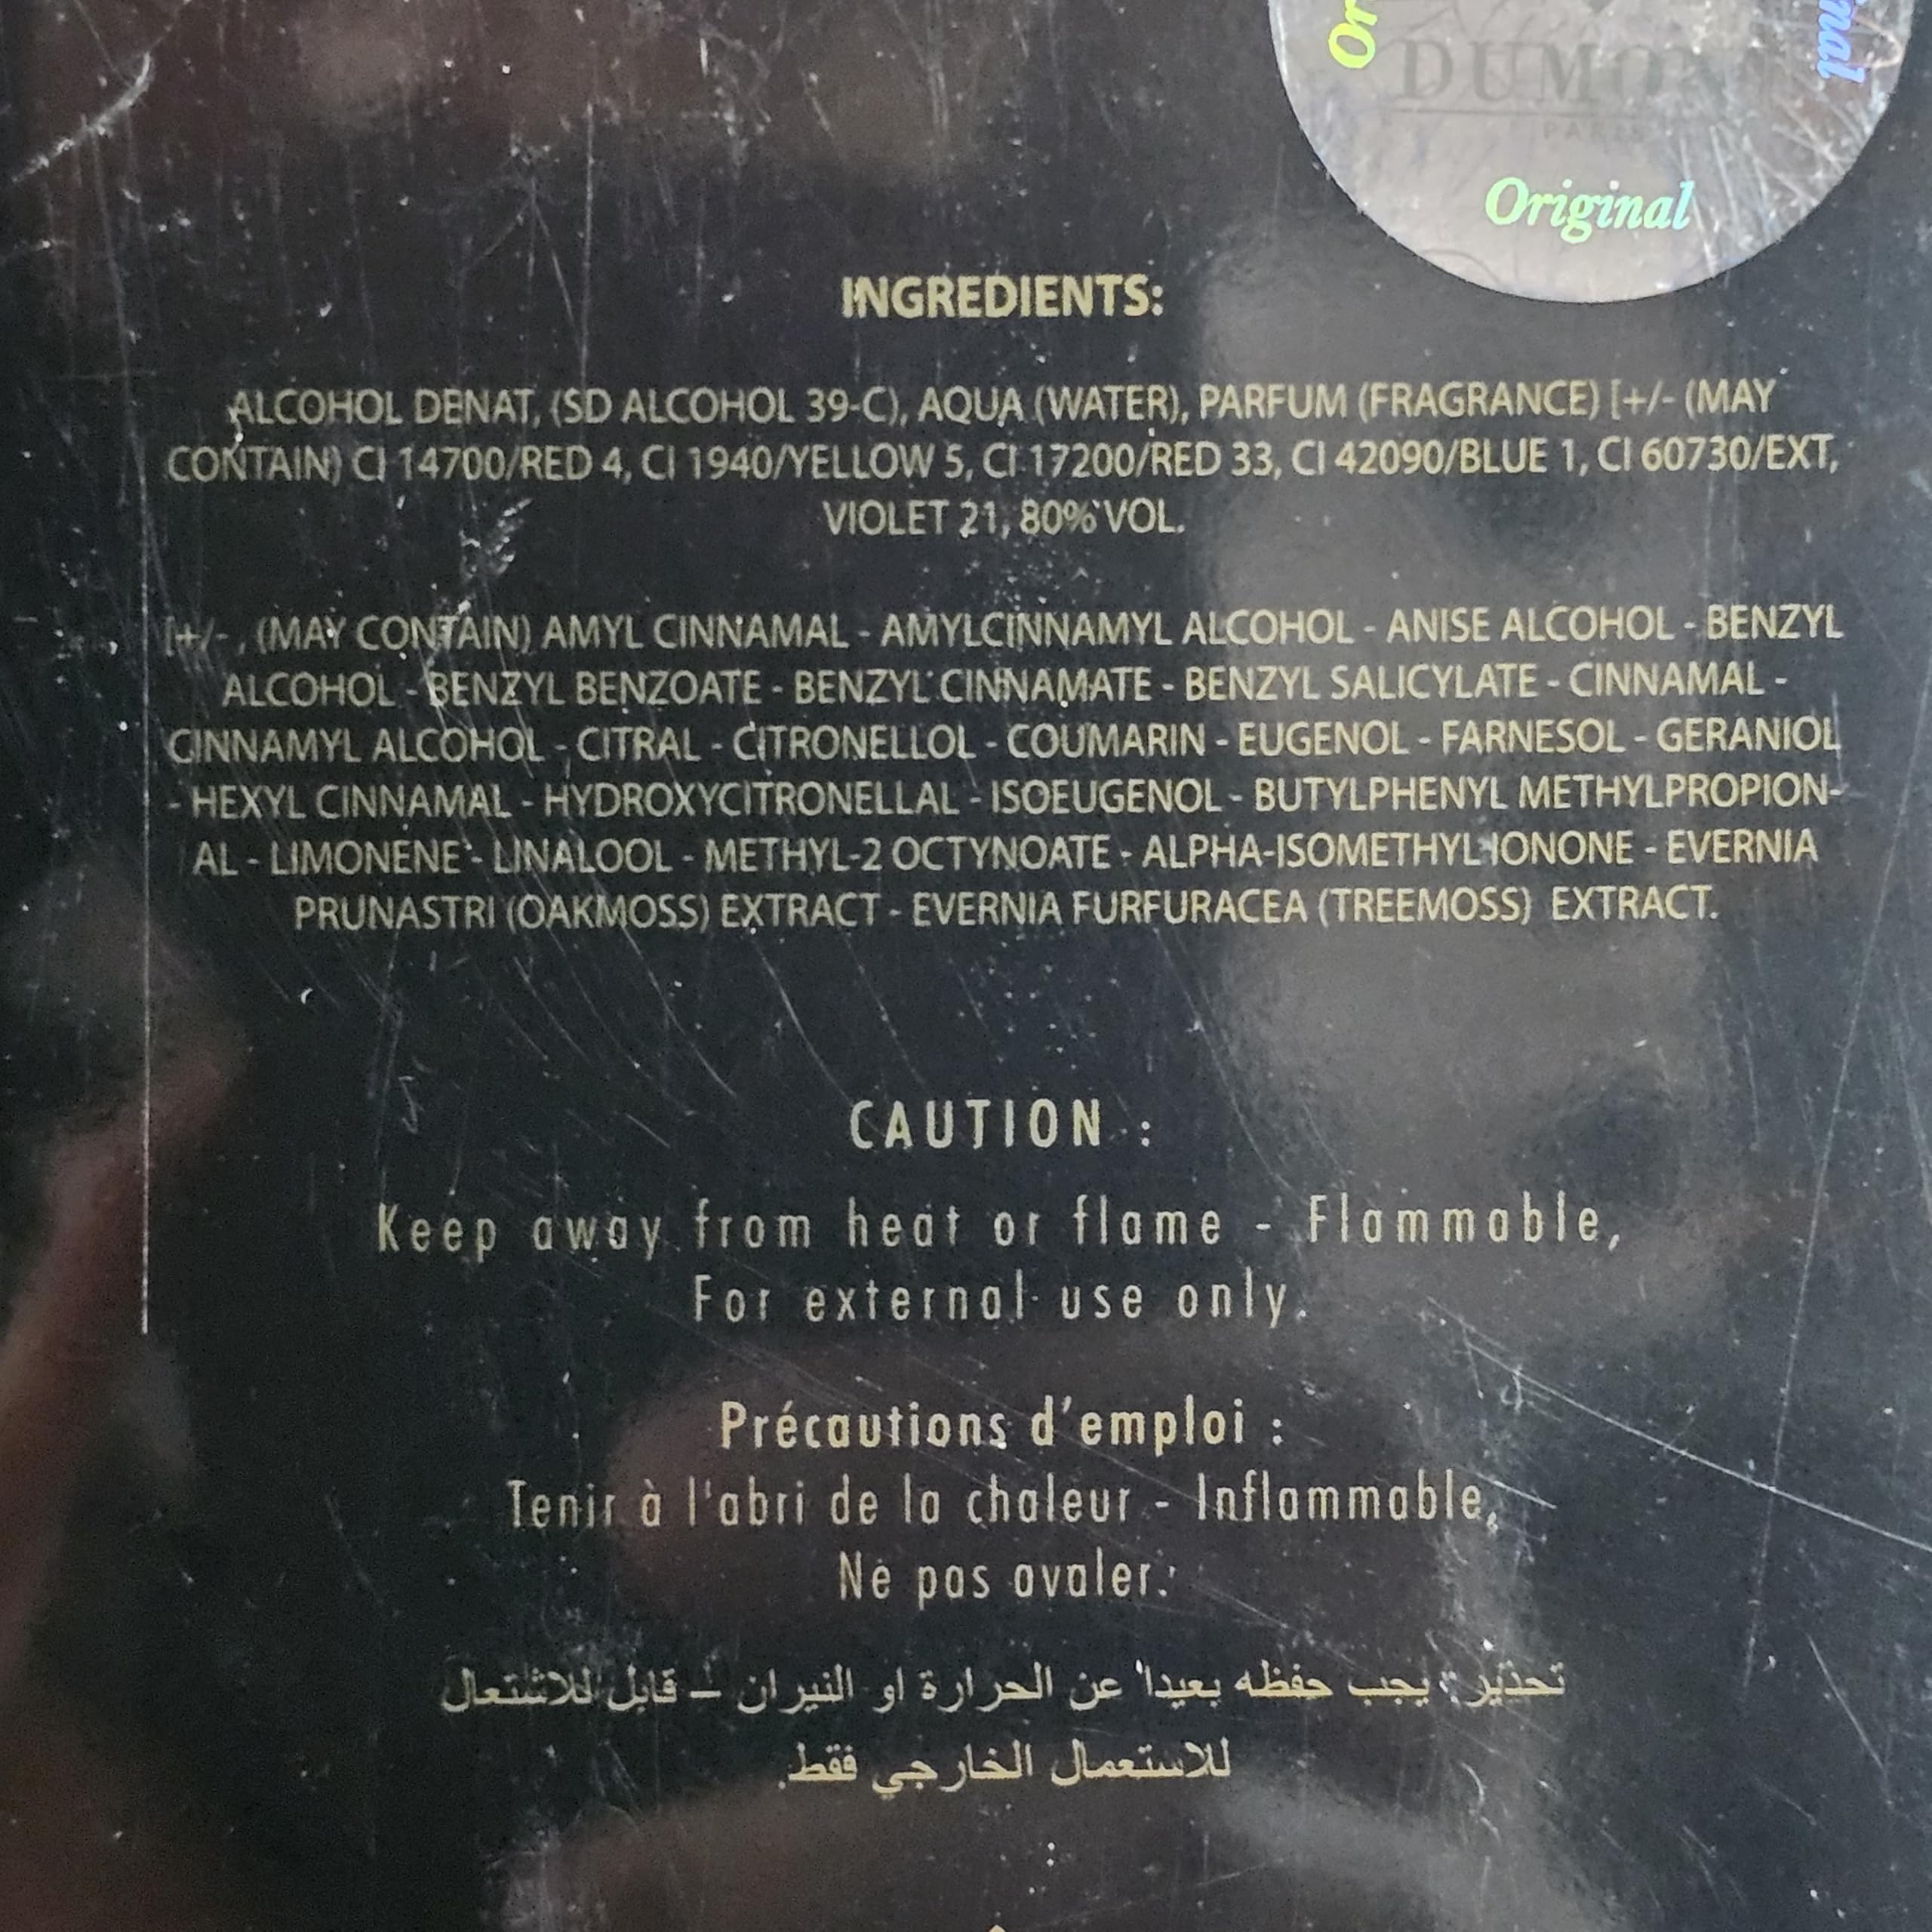 DUMONT
PARIS
Original
INGREDIENTS:
ALCOHOL DENAT, (SD ALCOHOL 39-C), AQUA (WATER), PARFUM (FRAGRANCE) [+/- (MAY
CONTAIN) CI 14700/RED 4, CI 1940/YELLOW 5, CI 17200/RED 33, CI 42090/BLUE 1, CI 60730/EXT,
VIOLET 21, 80% VOL.
[+/- , (MAY CONTAIN) AMYL CINNAMAL - AMYLCINNAMYL ALCOHOL - ANISE ALCOHOL - BENZYL
ALCOHOL - BENZYL BENZOATE - BENZYL CINNAMATE - BENZYL SALICYLATE - CINNAMAL -
CINNAMYL ALCOHOL - CITRAL - CITRONELLOL - COUMARIN - EUGENOL - FARNESOL - GERANIOL
- HEXYL CINNAMAL - HYDROXYCITRONELLAL - ISOEUGENOL - BUTYLPHENYL METHYLPROPION-
AL - LIMONENE - LINALOOL - METHYL-2 OCTYNOATE - ALPHA-ISOMETHYL IONONE - EVERNIA
PRUNASTRI (OAKMOSS) EXTRACT - EVERNIA FURFURACEA (TREEMOSS) EXTRACT.
CAUTION :
Keep away from heat or flame - Flammable,
For external use only.
Précautions d'emploi :
Tenir à l'abri de la chaleur - Inflammable,
Ne pas avaler.
تحذير: يجب حفظه بعيدا" عن الحرارة او النيران – قابل للاشتعال
للاستعمال الخارجي فقط.